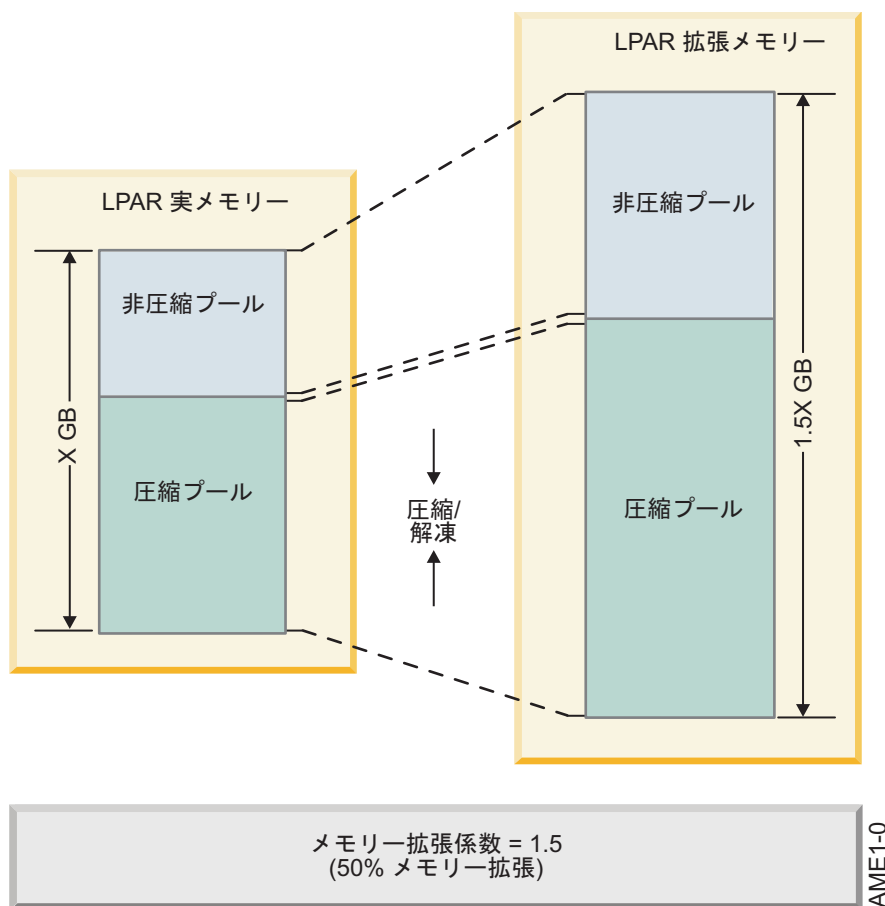 LPAR 拡張メモリー
LPAR 実メモリー
非圧縮プール
非圧縮プール
X GB
1.5X GB
圧縮プール
圧縮プール
圧縮/
解凍
メモリー拡張係数 = 1.5
(50% メモリー拡張)
AME1-0